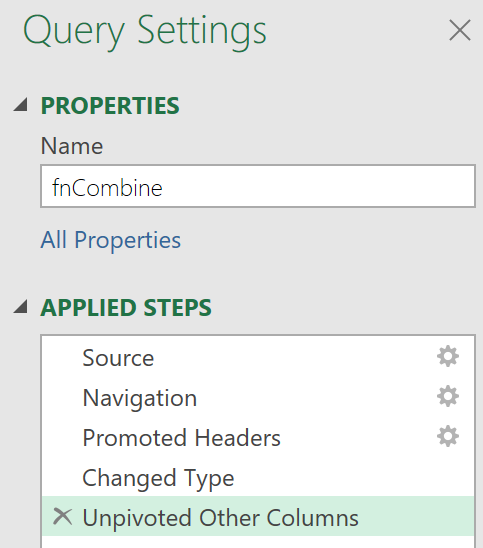 Query Settings
PROPERTIES
Name
fnCombine
All Properties
APPLIED STEPS
Source
Navigation
Promoted Headers
Changed Type
Unpivoted Other Columns